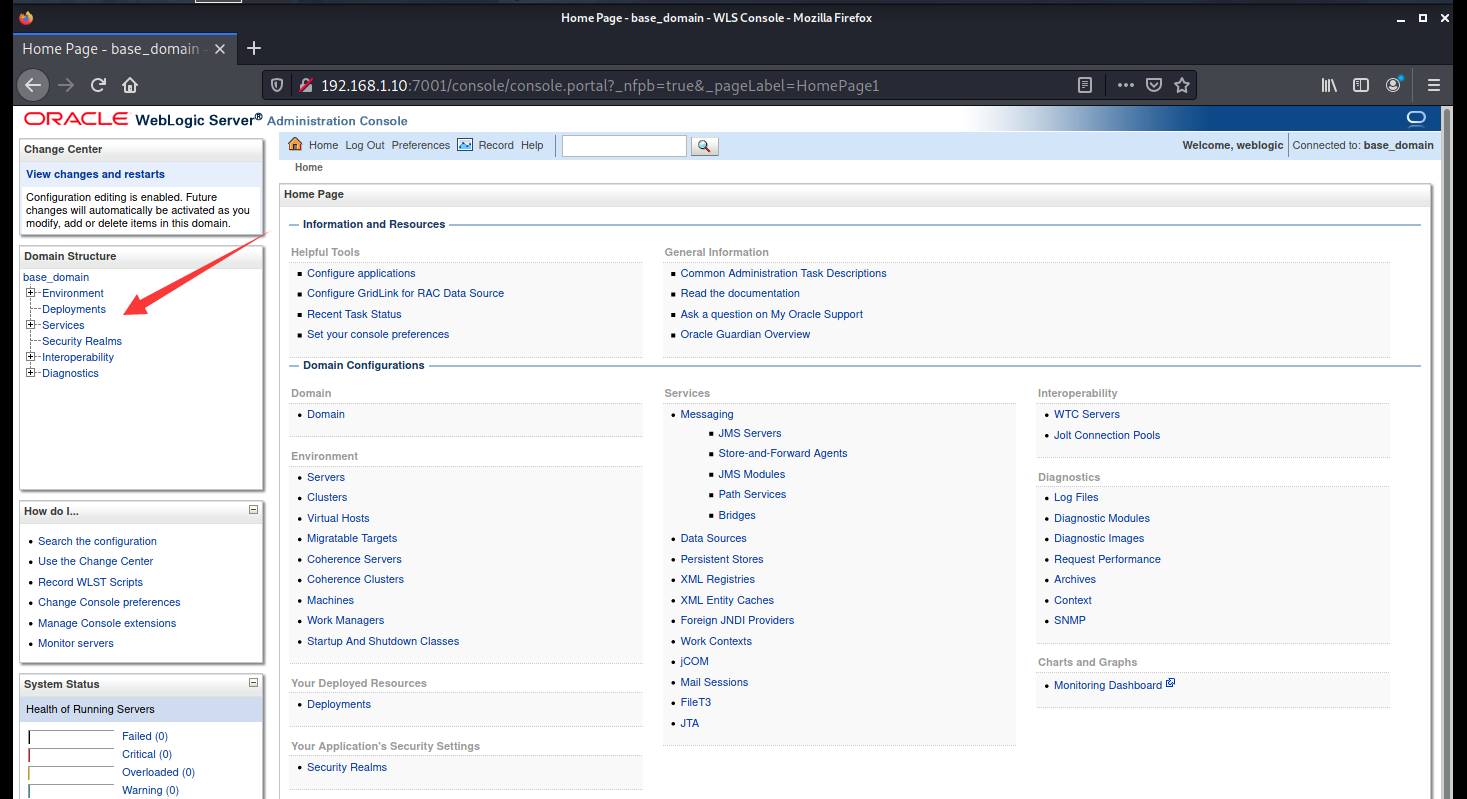 Home Page - base_domain - WLS Console - Mozilla Firefox
Home Page - base_domain -
192.168.1.10:7001/console/console.portal?_nfpb=true&_pageLabel=HomePage1
ORACLE WebLogic Server® Administration Console
Change Center
View changes and restarts
Configuration editing is enabled. Future
changes will automatically be activated as you
modify, add or delete items in this domain.
Domain Structure
base_domain
Environment
Deployments
Services
Security Realms
Interoperability
Diagnostics
How do I...
Search the configuration
Use the Change Center
Record WLST Scripts
Change Console preferences
Manage Console extensions
Monitor servers
System Status
Health of Running Servers
Failed (0)
Critical (0)
Overloaded (0)
Warning (0)
Home Log Out Preferences Record Help
Welcome, weblogic Connected to: base_domain
Home
Home Page
Information and Resources
Helpful Tools
Configure applications
Configure GridLink for RAC Data Source
Recent Task Status
Set your console preferences
General Information
Common Administration Task Descriptions
Read the documentation
Ask a question on My Oracle Support
Oracle Guardian Overview
Domain Configurations
Domain
Domain
Environment
Servers
Clusters
Virtual Hosts
Migratable Targets
Coherence Servers
Coherence Clusters
Machines
Work Managers
Startup And Shutdown Classes
Your Deployed Resources
Deployments
Your Application's Security Settings
Security Realms
Services
Messaging
JMS Servers
Store-and-Forward Agents
JMS Modules
Path Services
Bridges
Data Sources
Persistent Stores
XML Registries
XML Entity Caches
Foreign JNDI Providers
Work Contexts
jCOM
Mail Sessions
FileT3
JTA
Interoperability
WTC Servers
Jolt Connection Pools
Diagnostics
Log Files
Diagnostic Modules
Diagnostic Images
Request Performance
Archives
Context
SNMP
Charts and Graphs
Monitoring Dashboard